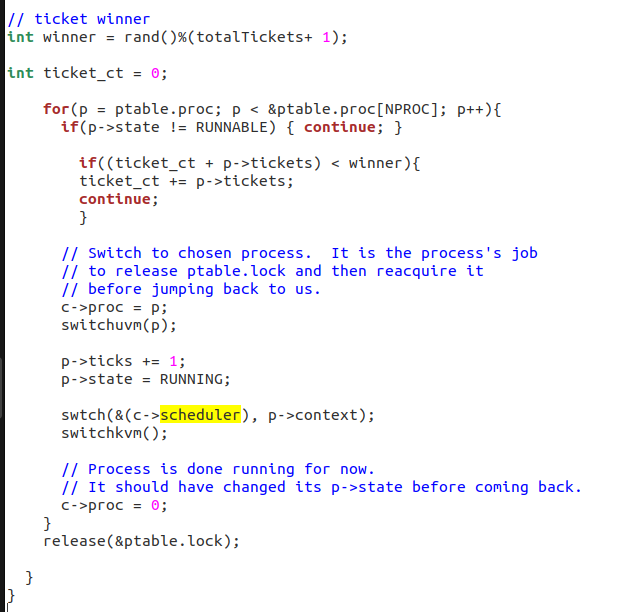 // ticket winner
int winner = rand()%(totalTickets+ 1);
int ticket_ct = 0;
for(p = ptable.proc; p < &ptable.proc[NPROC]; p++){
if(p->state != RUNNABLE) { continue; }
if((ticket_ct + p->tickets) < winner){
ticket_ct += p->tickets;
continue;
}
// Switch to chosen process.  It is the process's job
// to release ptable.lock and then reacquire it
// before jumping back to us.
c->proc = p;
switchuvm(p);
p->ticks += 1;
p->state = RUNNING;
swtch(&(c->scheduler), p->context);
switchkvm();
// Process is done running for now.
// It should have changed its p->state before coming back.
c->proc = 0;
}
release(&ptable.lock);
}
}